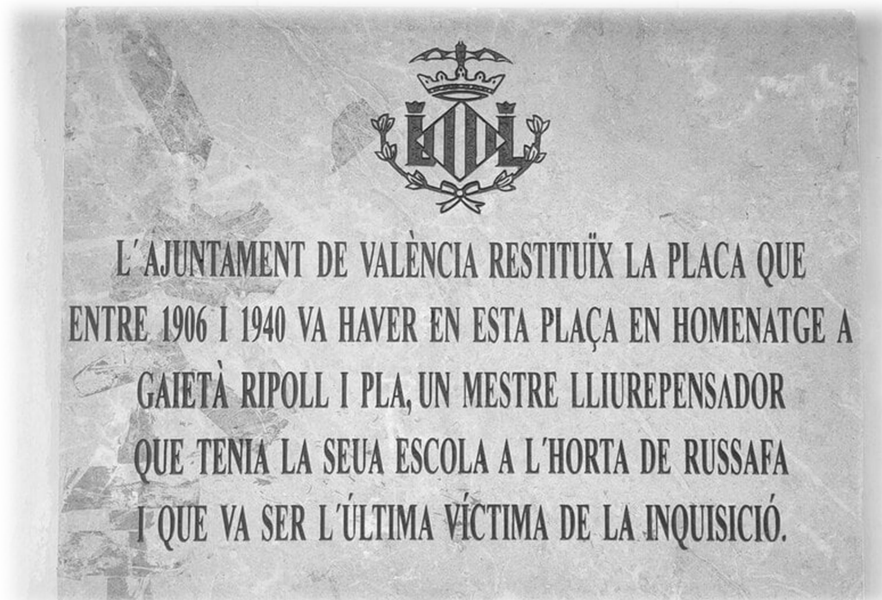 L L
L´AJUNTAMENT DE VALÈNCIA RESTITUÏX LA PLACA QUE
ENTRE 1906 I 1940 VA HAVER EN ESTA PLAÇA EN HOMENATGE A
GAIETÀ RIPOLL I PLA, UN MESTRE LLIUREPENSADOR
QUE TENIA LA SEUA ESCOLA A L´HORTA DE RUSSAFA
I QUE VA SER L´ÚLTIMA VÍCTIMA DE LA INQUISICIÓ.